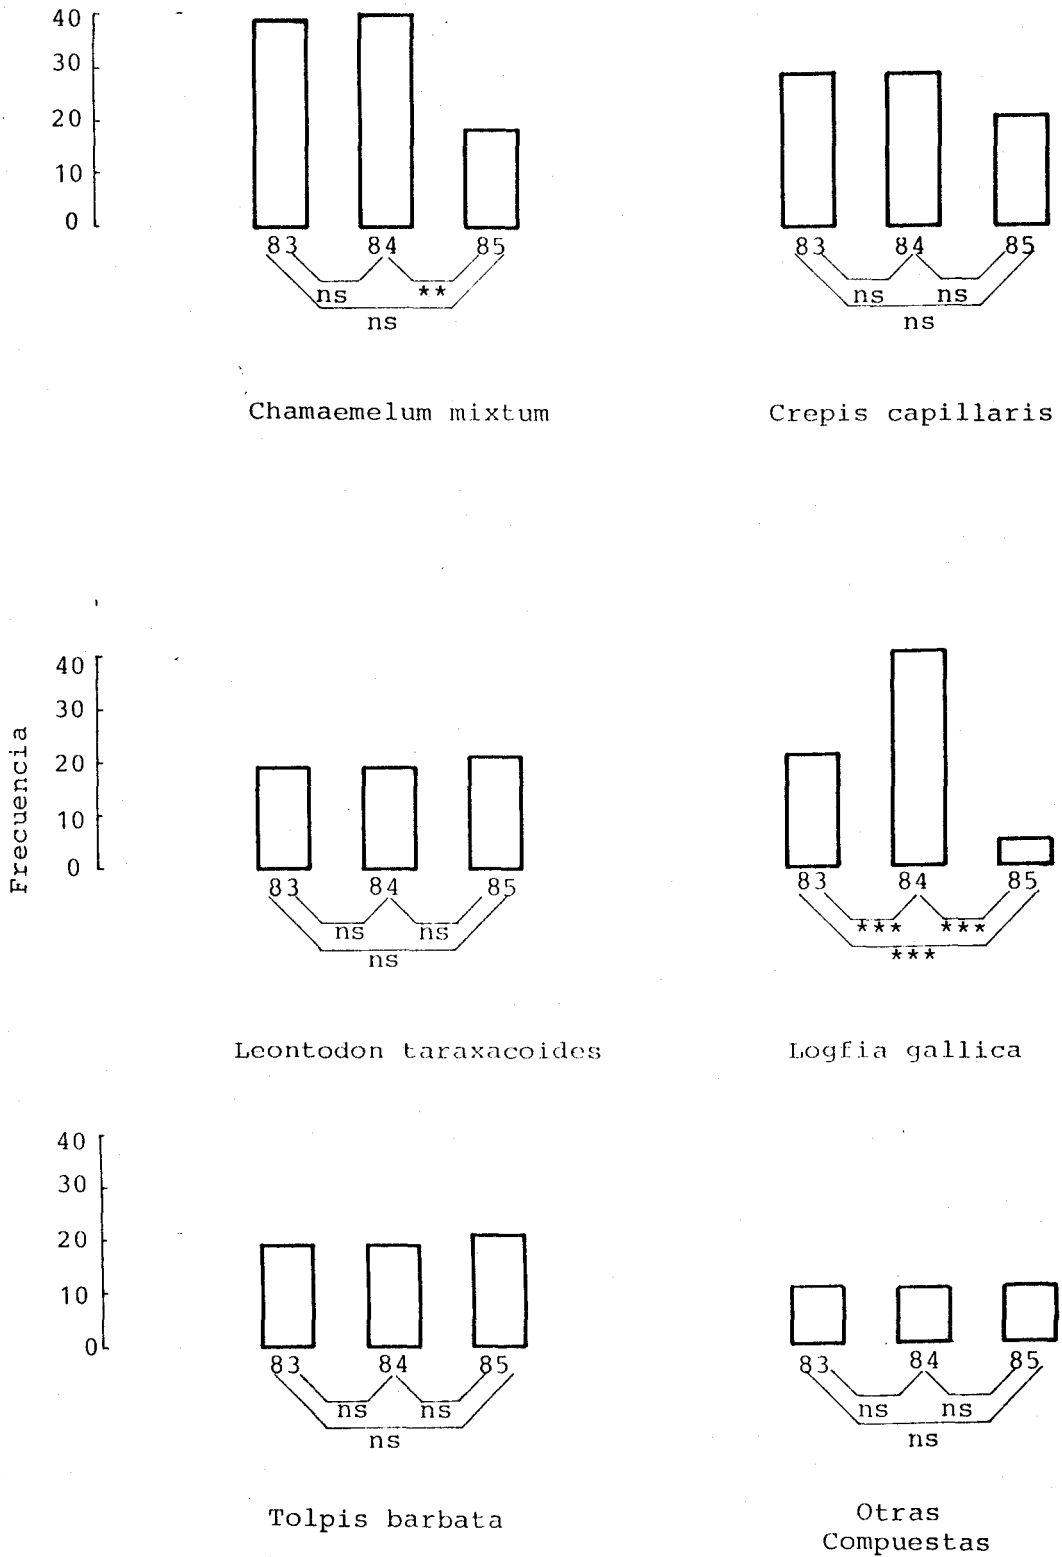 40
30
20
10
0
83 84 85
ns **
ns
Chamaemelum mixtum
83 84 85
ns ns
ns
Crepis capillaris
Frecuencia
40
30
20
10
0
83 84 85
ns ns
ns
Leontodon taraxacoides
83 84 85
*** ***
***
Logfia gallica
40
30
20
10
0
83 84 85
ns ns
ns
Tolpis barbata
83 84 85
ns ns
ns
Otras
Compuestas